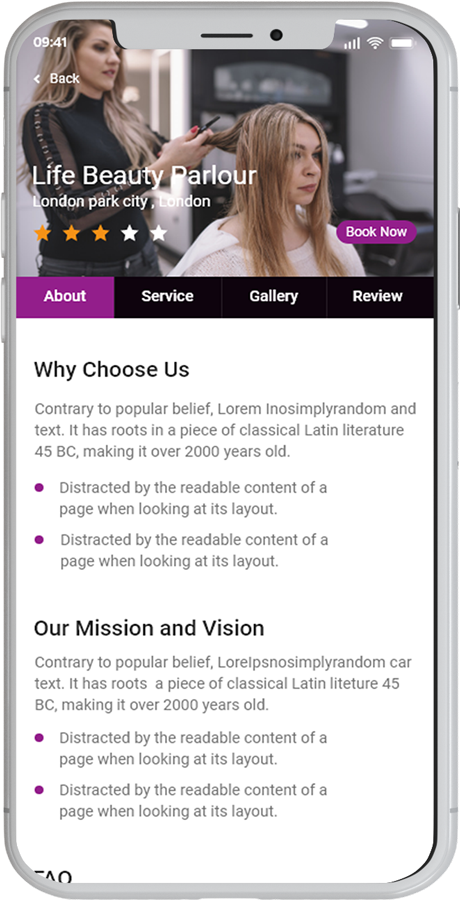 09:41
Back
Life Beauty Parlour
London park city , London
Book Now
About Service Gallery Review
Why Choose Us
Contrary to popular belief, Lorem Inosimplyrandom and
text. It has roots in a piece of classical Latin literature
45 BC, making it over 2000 years old.
Distracted by the readable content of a
page when looking at its layout.
Distracted by the readable content of a
page when looking at its layout.
Our Mission and Vision
Contrary to popular belief, LoreIpsnosimplyrandom car
text. It has roots a piece of classical Latin liteture 45
BC, making it over 2000 years old.
Distracted by the readable content of a
page when looking at its layout.
Distracted by the readable content of a
page when looking at its layout.
FAQ